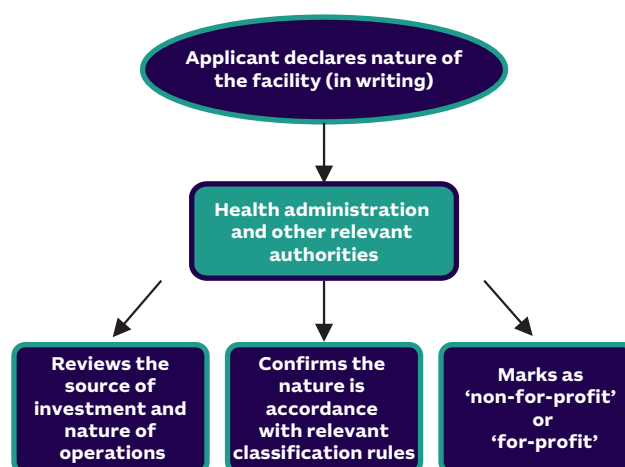 Applicant declares nature of
the facility (in writing)
Health administration
and other relevant
authorities
Reviews the
source of
investment and
nature of
operations
Confirms the
nature is
accordance
with relevant
classification rules
Marks as
‘non-for-profit’
or
‘for-profit’